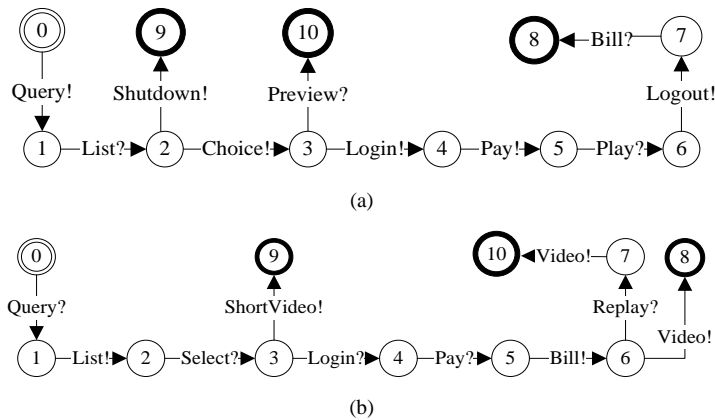 0
9
10
8
Bill?
7
Query!
Shutdown!
Preview?
Logout!
1
List?
2
Choice!
3
Login!
4
Pay!
5
Play?
6
(a)
0
9
10
Video!
7
8
Query?
ShortVideo!
Replay?
Video!
1
List!
2
Select?
3
Login?
4
Pay?
5
Bill!
6
(b)